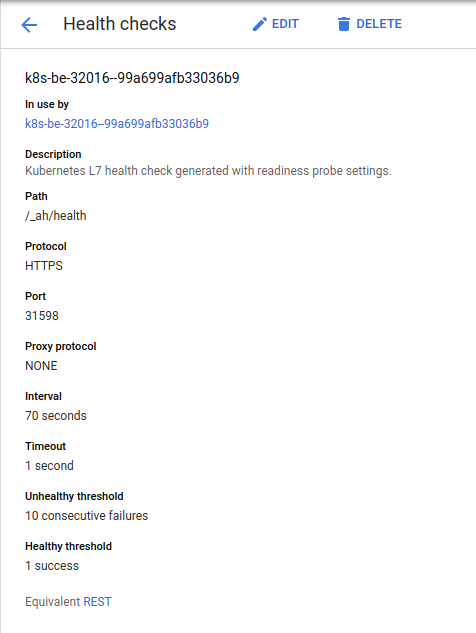 Health checks
EDIT
DELETE
k8s-be-32016--99a699afb33036b9
In use by
k8s-be-32016--99a699afb33036b9
Description
Kubernetes L7 health check generated with readiness probe settings.
Path
/_ah/health
Protocol
HTTPS
Port
31598
Proxy protocol
NONE
Interval
70 seconds
Timeout
1 second
Unhealthy threshold
10 consecutive failures
Healthy threshold
1 success
Equivalent REST